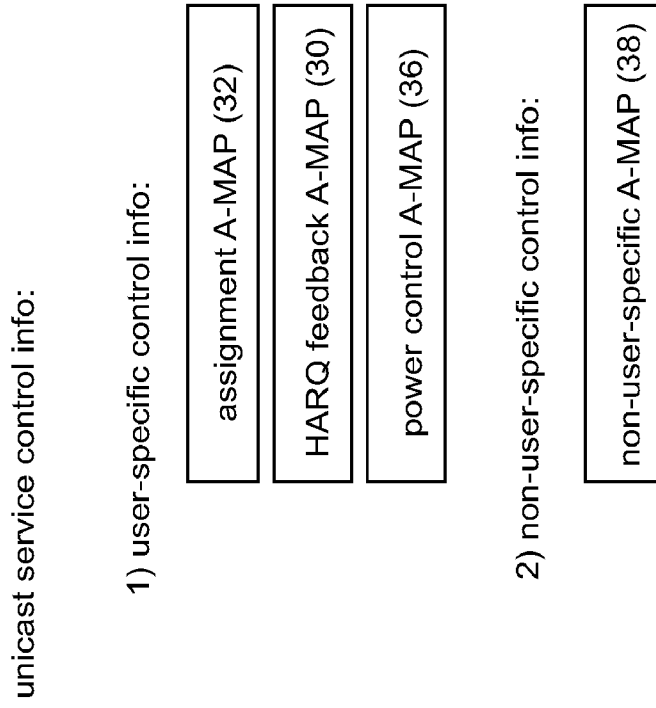 unicast service control info:
1) user-specific control info:
assignment A-MAP (32)
HARQ feedback A-MAP (30)
power control A-MAP (36)
2) non-user-specific control info:
non-user-specific A-MAP (38)